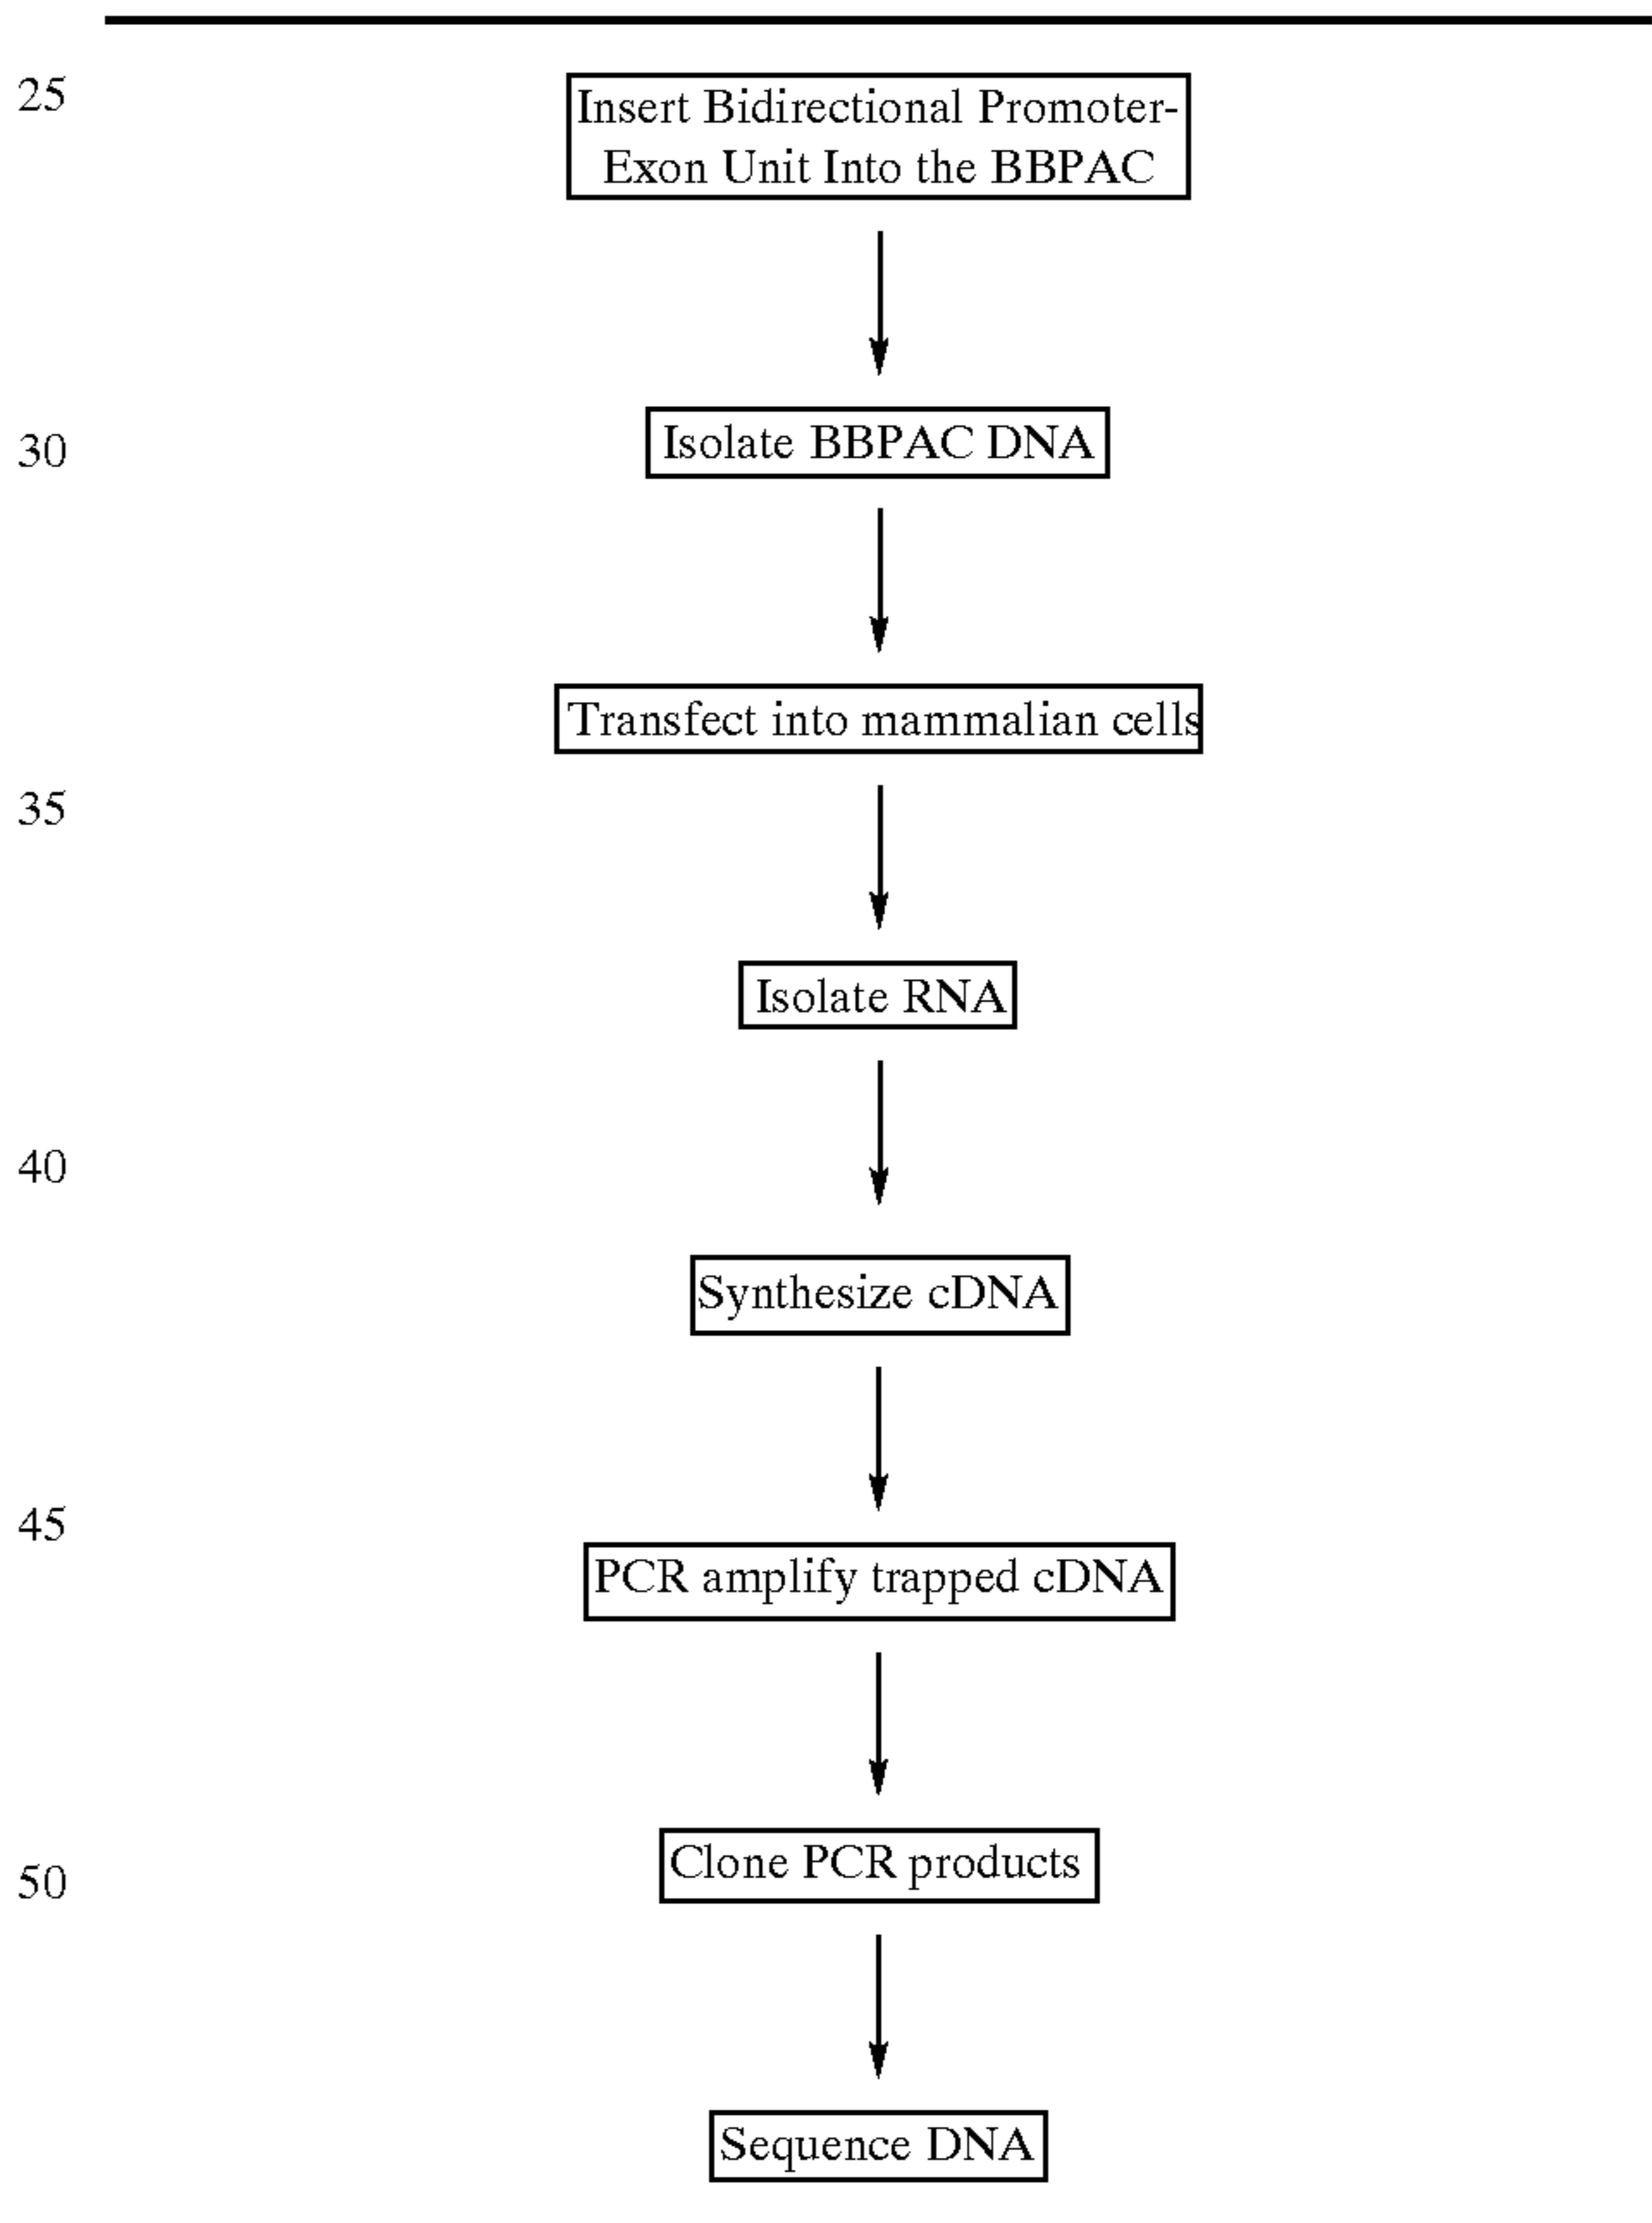 25
Insert Bidirectional Promoter-
Exon Unit Into the BBPAC
30
Isolate BBPAC DNA
Transfect into mammalian cells
35
Isolate RNA
40
Synthesize cDNA
45
PCR amplify trapped cDNA
Clone PCR products
50
Sequence DNA